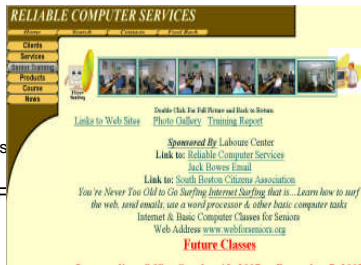 RELIABLE COMPUTER SERVICES
Home Search Contacts Feed Back
Clients
Services
Career Training
Products
Course
News
Double Click For Full Picture and Back to Return
Links to Web Sites Photo Gallery Training Report
Sponsored By Laboure Center
Link to: Reliable Computer Services
Jack Bowes Email
Link to: South Boston Citizens Association
You're Never Too Old to Go Surfing Internet Surfing that is...Learn how to surf
the web, send emails, use a word processor & other basic computer tasks
Internet & Basic Computer Classes for Seniors
Web Address www.webforseniors.org
Future Classes